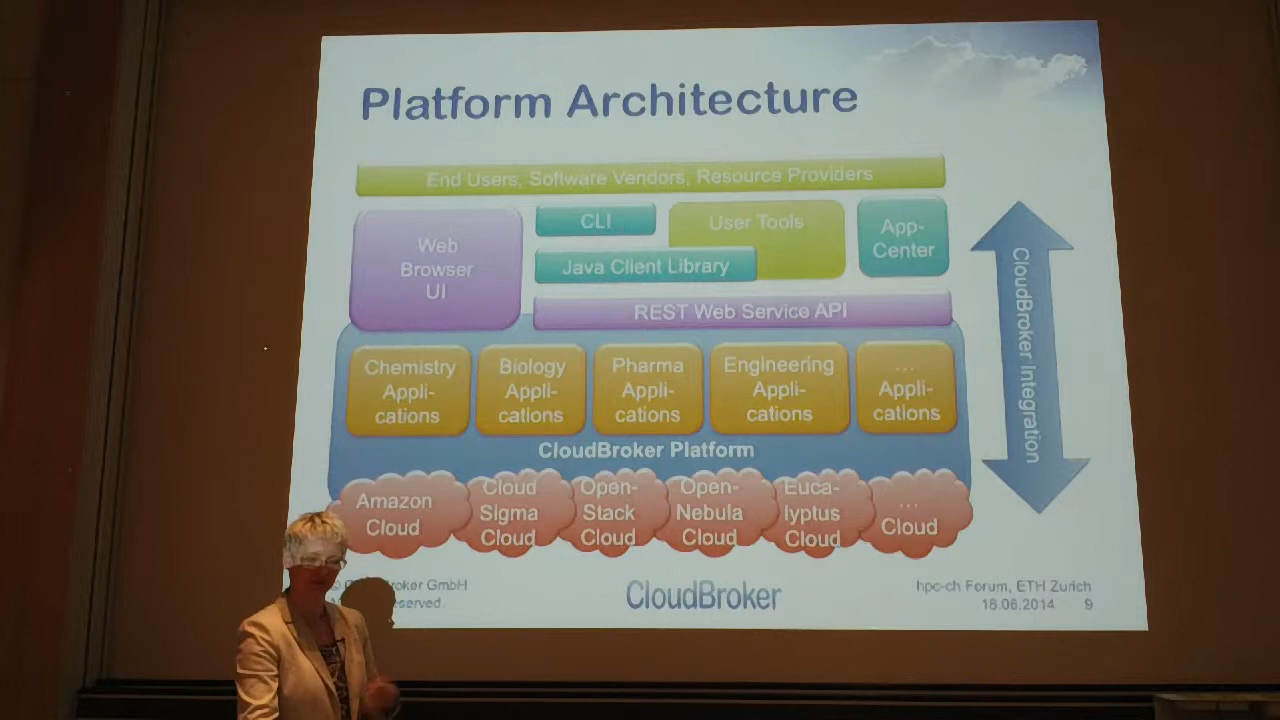 Platform Architecture
End Users, Software Vendors, Resource Providers
Web
Browser
UI
CLI
User Tools
Java Client Library
App-
Center
REST Web Service API
Chemistry
Appli-
cations
Biology
Appli-
cations
Pharma
Appli-
cations
Engineering
Appli-
cations
...
Appli-
cations
CloudBroker Platform
Amazon
Cloud
Cloud
Sigma
Cloud
Open-
Stack
Cloud
Open-
Nebula
Cloud
Euca-
lyptus
Cloud
...
Cloud
CloudBroker Integration
GmbH
CloudBroker
hpc-ch Forum, ETH Zurich
18.06.2014 9